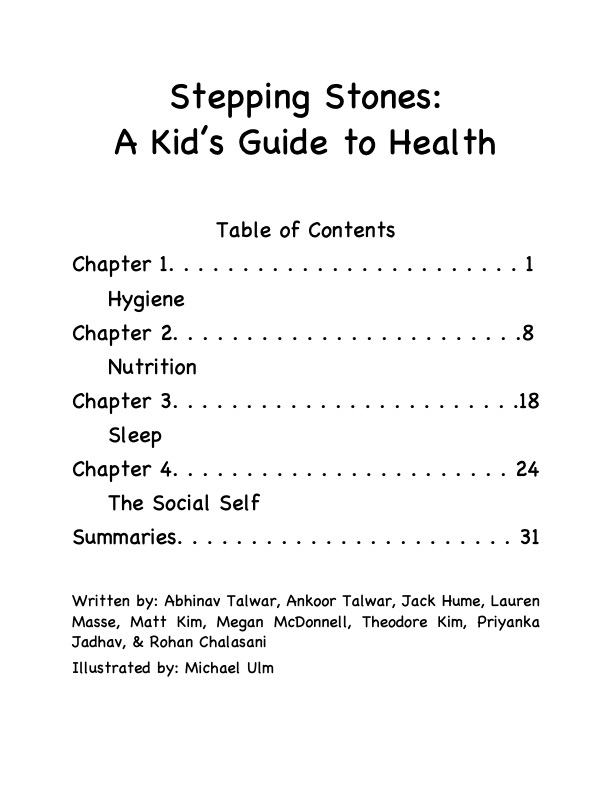 Stepping Stones:
A Kid's Guide to Health
Table of Contents
Chapter 1. . . . . . . . . . . . . . . . . . . . . . . . 1
Hygiene
Chapter 2. . . . . . . . . . . . . . . . . . . . . . . .8
Nutrition
Chapter 3. . . . . . . . . . . . . . . . . . . . . . . .18
Sleep
Chapter 4. . . . . . . . . . . . . . . . . . . . . . . 24
The Social Self
Summaries. . . . . . . . . . . . . . . . . . . . . . . 31
Written by: Abhinav Talwar, Ankoor Talwar, Jack Hume, Lauren
Masse, Matt Kim, Megan McDonnell, Theodore Kim, Priyanka
Jadhav, & Rohan Chalasani
Illustrated by: Michael Ulm